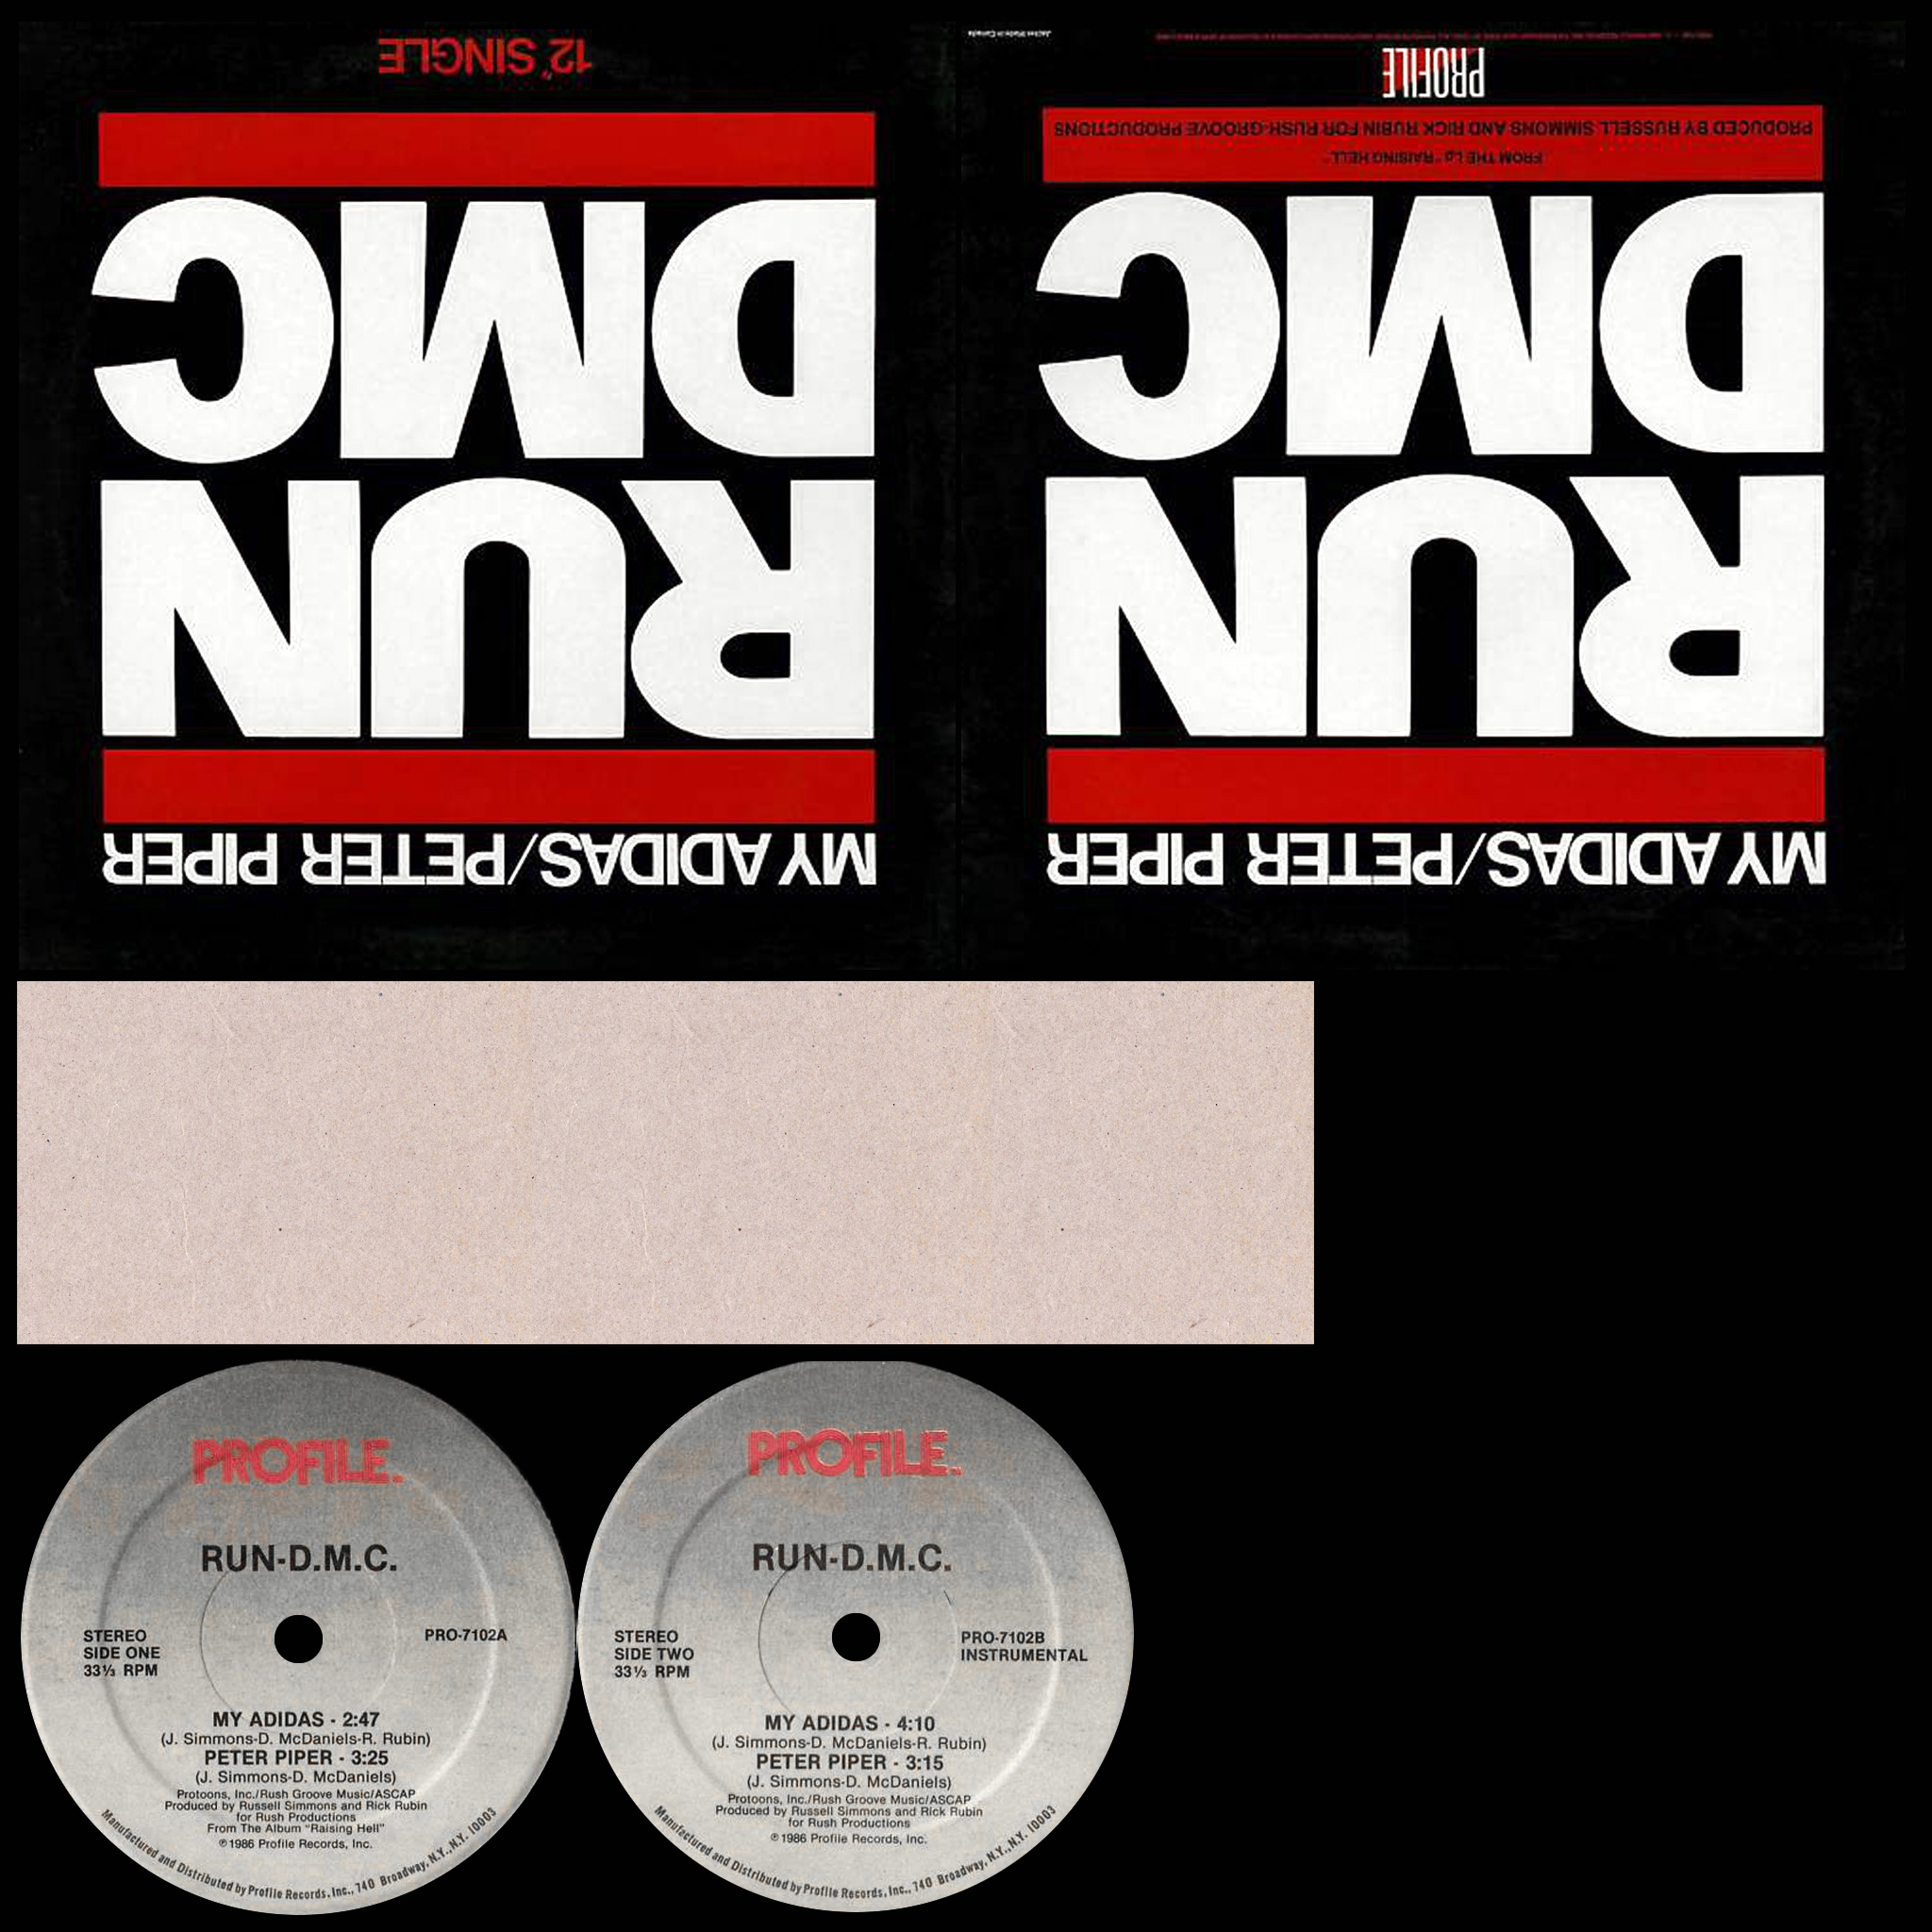 MY ADIDAS/PETER PIPER
RUN
DMC
12" SINGLE
MY ADIDAS/PETER PIPER
RUN
DMC
FROM THE Lp "RAISING HELL"
PRODUCED BY RUSSELL SIMMONS AND RICK RUBIN FOR RUSH-GROOVE PRODUCTIONS
PROFILE
Jacket Made in Canada
PROFILE.
RUN-D.M.C.
STEREO
SIDE ONE
33⅓ RPM
PRO-7102A
MY ADIDAS - 2:47
(J. Simmons-D. McDaniels-R. Rubin)
PETER PIPER - 3:25
(J. Simmons-D. McDaniels)
Protoons, Inc./Rush Groove Music/ASCAP
Produced by Russell Simmons and Rick Rubin
for Rush Productions
From The Album "Raising Hell"
℗1986 Profile Records, Inc.
Manufactured and Distributed by Profile Records, Inc., 740 Broadway, N.Y., N.Y. 10003
PROFILE.
RUN-D.M.C.
STEREO
SIDE TWO
33⅓ RPM
PRO-7102B
INSTRUMENTAL
MY ADIDAS - 4:10
(J. Simmons-D. McDaniels-R. Rubin)
PETER PIPER - 3:15
(J. Simmons-D. McDaniels)
Protoons, Inc./Rush Groove Music/ASCAP
Produced by Russell Simmons and Rick Rubin
for Rush Productions
℗1986 Profile Records, Inc.
Manufactured and Distributed by Profile Records, Inc., 740 Broadway, N.Y., N.Y. 10003